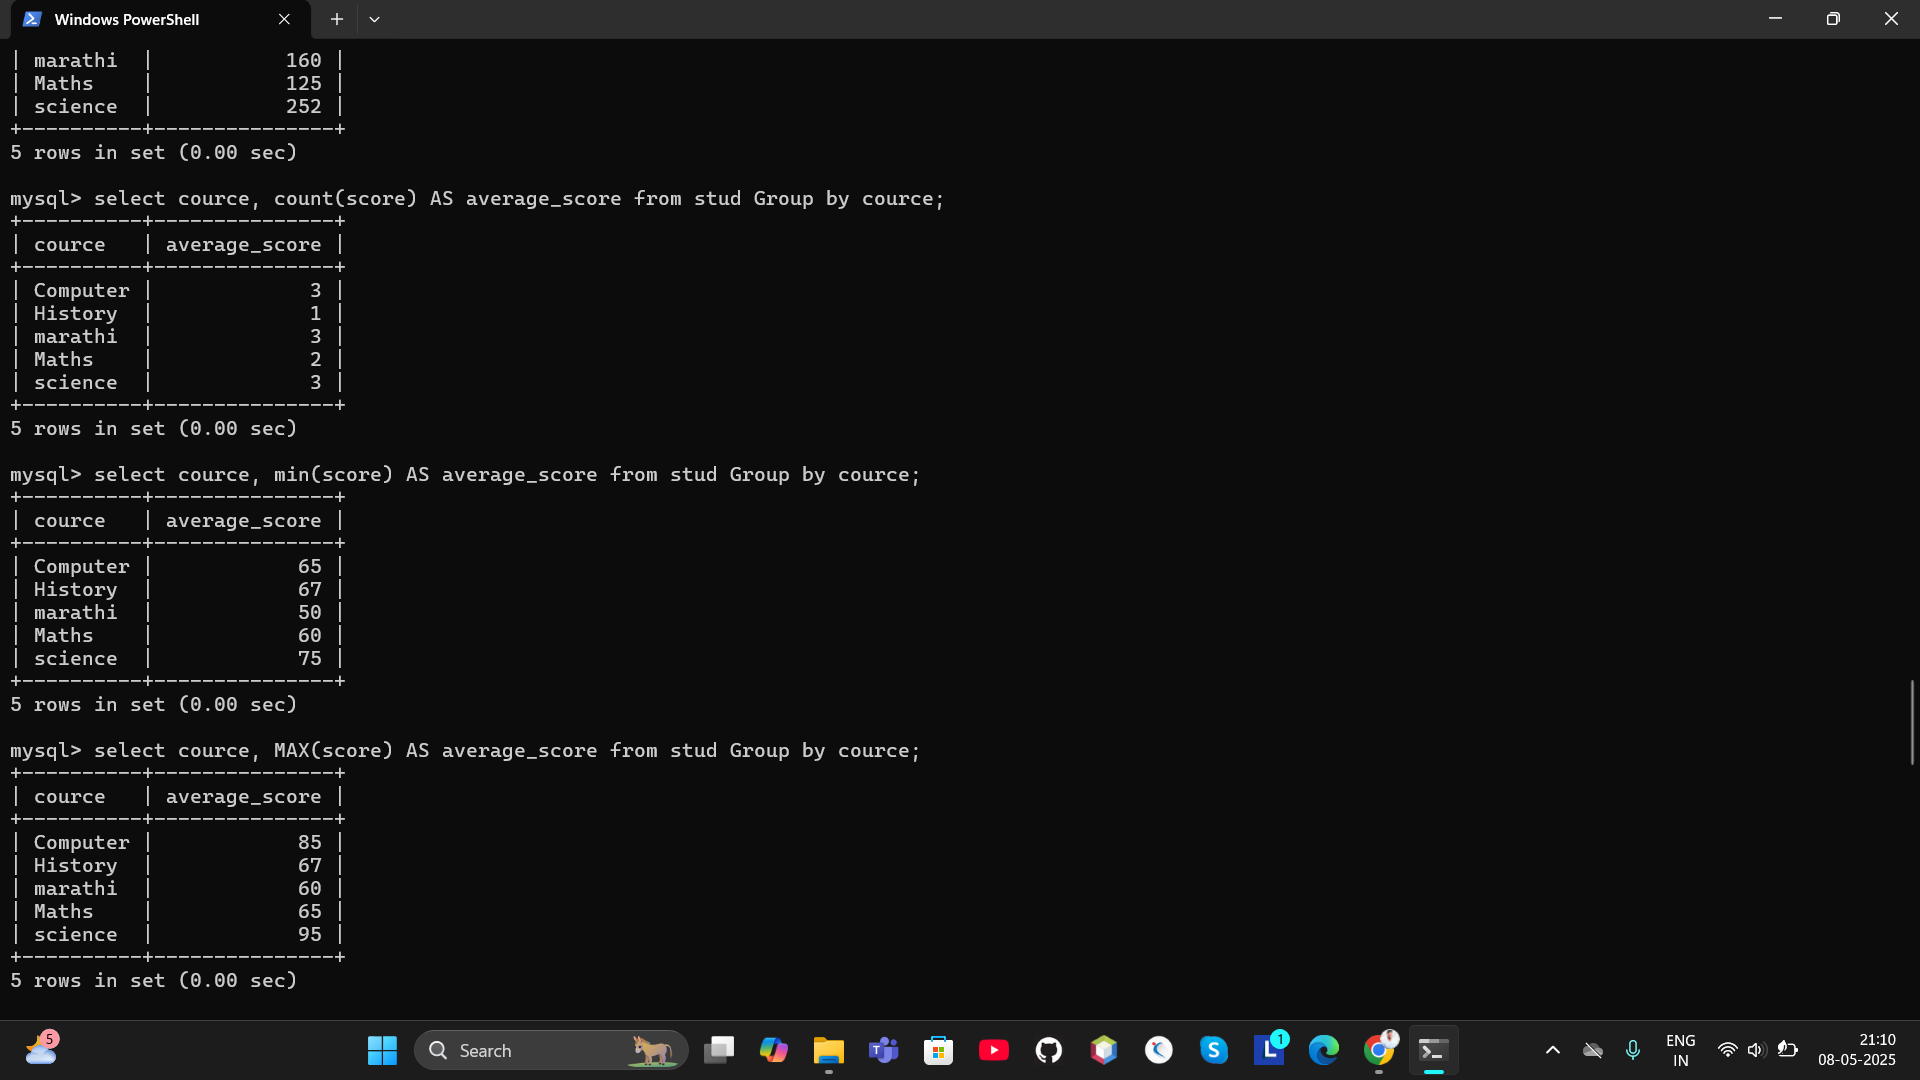 Windows PowerShell
| marathi  |           160 |
| Maths    |           125 |
| science  |           252 |
+----------+---------------+
5 rows in set (0.00 sec)
mysql> select cource, count(score) AS average_score from stud Group by cource;
+----------+---------------+
| cource   | average_score |
+----------+---------------+
| Computer |             3 |
| History  |             1 |
| marathi  |             3 |
| Maths    |             2 |
| science  |             3 |
+----------+---------------+
5 rows in set (0.00 sec)
mysql> select cource, min(score) AS average_score from stud Group by cource;
+----------+---------------+
| cource   | average_score |
+----------+---------------+
| Computer |            65 |
| History  |            67 |
| marathi  |            50 |
| Maths    |            60 |
| science  |            75 |
+----------+---------------+
5 rows in set (0.00 sec)
mysql> select cource, MAX(score) AS average_score from stud Group by cource;
+----------+---------------+
| cource   | average_score |
+----------+---------------+
| Computer |            85 |
| History  |            67 |
| marathi  |            60 |
| Maths    |            65 |
| science  |            95 |
+----------+---------------+
5 rows in set (0.00 sec)
5
Search
T
S
L
1
ENG
IN
21:10
08-05-2025